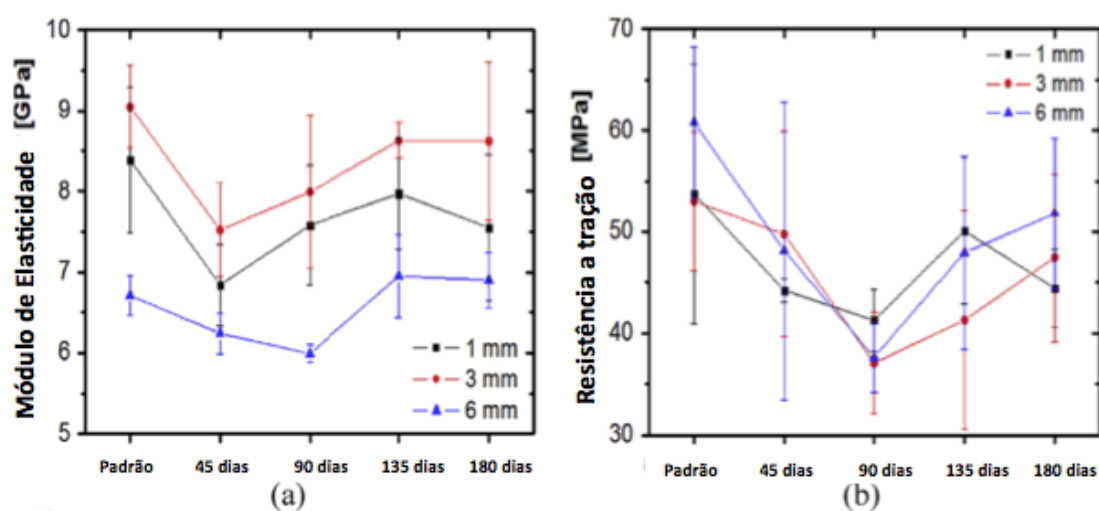 10
9
8
7
6
5
Módulo de Elasticidade [GPa]
1 mm
3 mm
6 mm
Padrão 45 dias 90 dias 135 dias 180 dias
(a)
70
60
50
40
30
Resistência a tração [MPa]
1 mm
3 mm
6 mm
Padrão 45 dias 90 dias 135 dias 180 dias
(b)